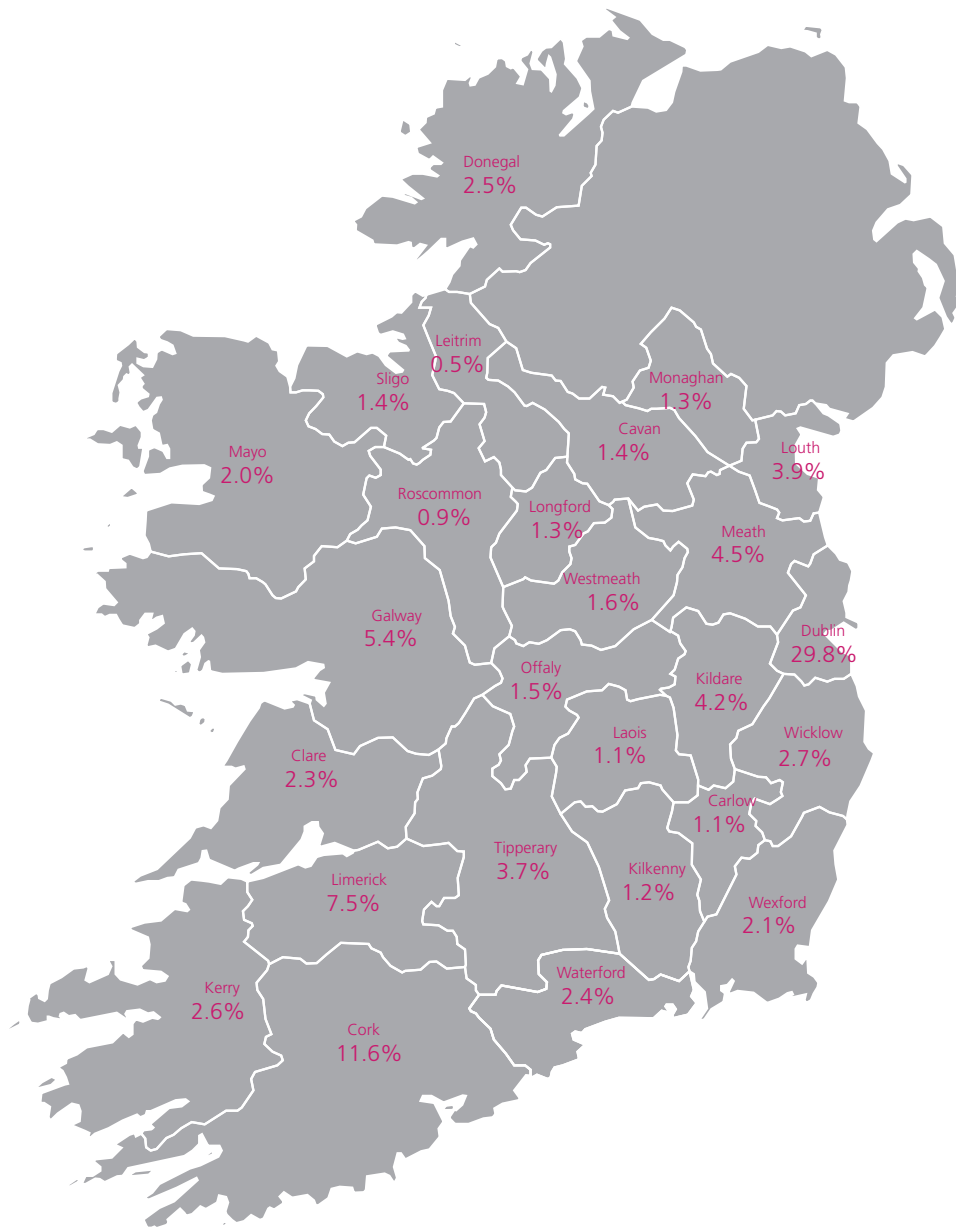 Donegal
2.5%
Leitrim
0.5%
Sligo
1.4%
Monaghan
1.3%
Cavan
1.4%
Louth
3.9%
Mayo
2.0%
Roscommon
0.9%
Longford
1.3%
Meath
4.5%
Westmeath
1.6%
Galway
5.4%
Dublin
29.8%
Offaly
1.5%
Kildare
4.2%
Laois
1.1%
Wicklow
2.7%
Clare
2.3%
Carlow
1.1%
Tipperary
3.7%
Limerick
7.5%
Kilkenny
1.2%
Wexford
2.1%
Waterford
2.4%
Kerry
2.6%
Cork
11.6%